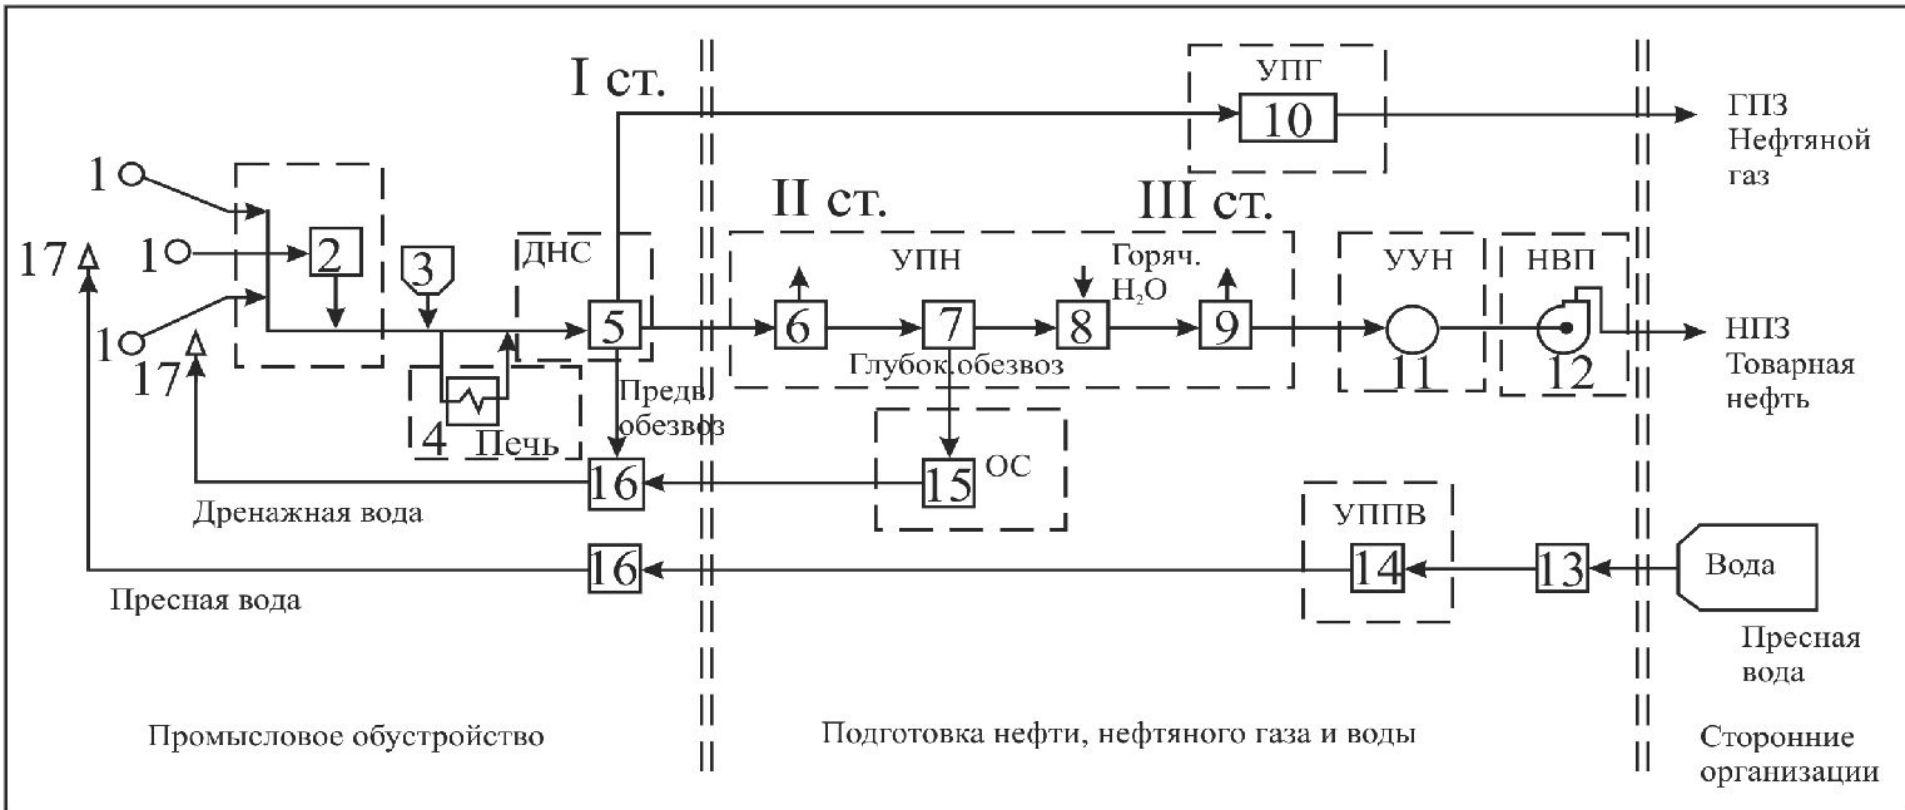 I ст.
УПГ
10
ГПЗ
Нефтяной
газ
1
17
1
2
3
ДНС
5
II ст.
III ст.
УПН
Горяч.
H₂O
6
7
8
9
Глубок.обезвоз
УУН
11
НВП
12
НПЗ
Товарная
нефть
1
17
4
Печь
Предв.
обезвоз
16
15
ОС
Дренажная вода
УППВ
16
14
13
Вода
Пресная вода
Пресная
вода
Промысловое обустройство
Подготовка нефти, нефтяного газа и воды
Сторонние
организации